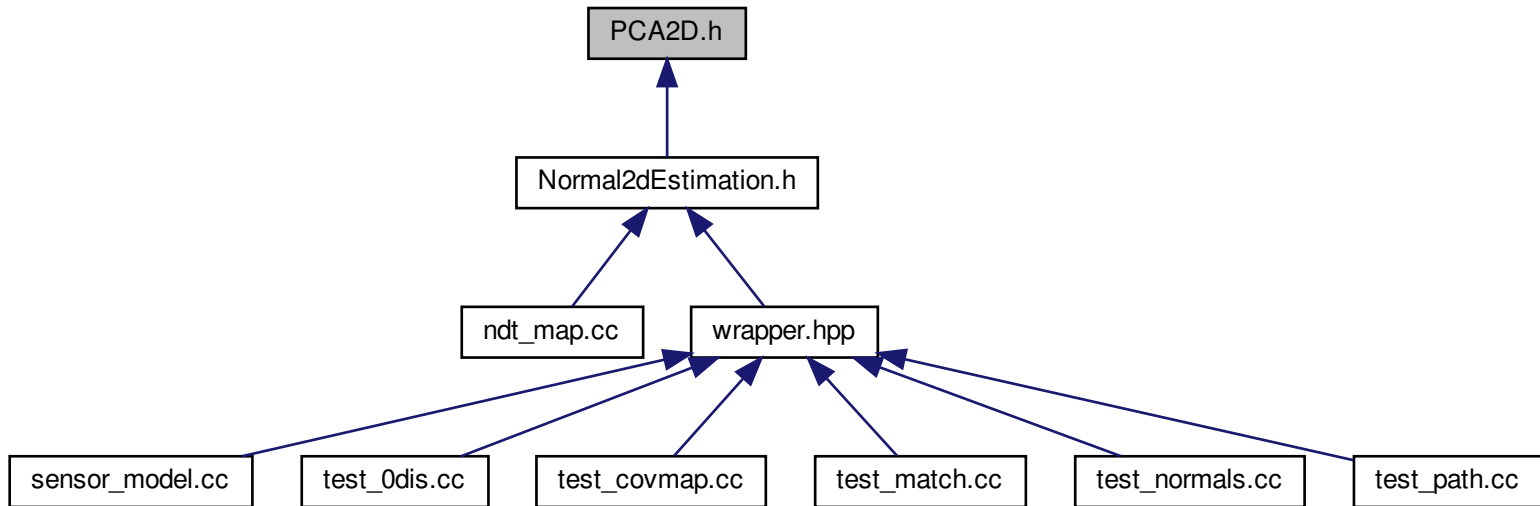 PCA2D.h
Normal2dEstimation.h
ndt_map.cc
wrapper.hpp
sensor_model.cc
test_0dis.cc
test_covmap.cc
test_match.cc
test_normals.cc
test_path.cc